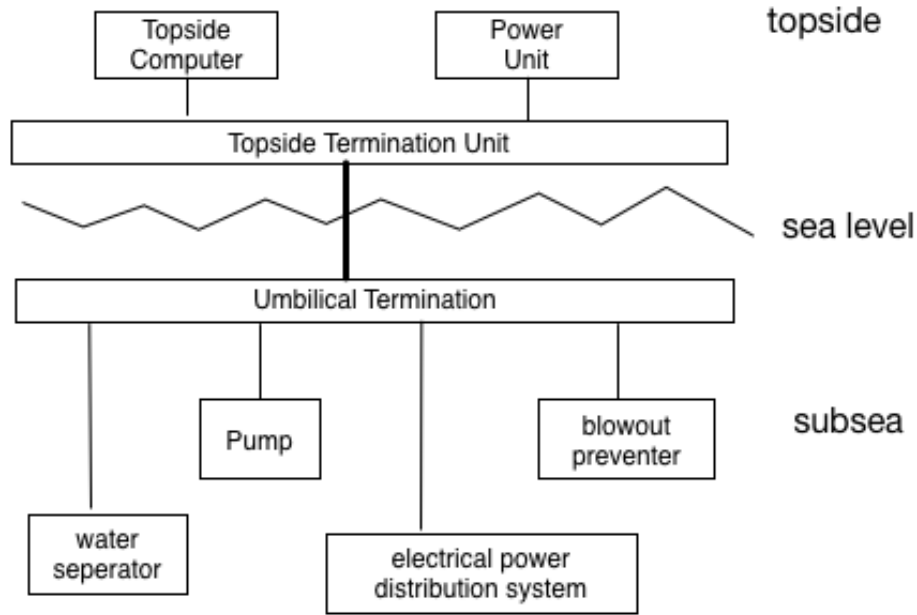 topside
Topside
Computer
Power
Unit
Topside Termination Unit
sea level
Umbilical Termination
Pump
blowout
preventer
subsea
water
seperator
electrical power
distribution system